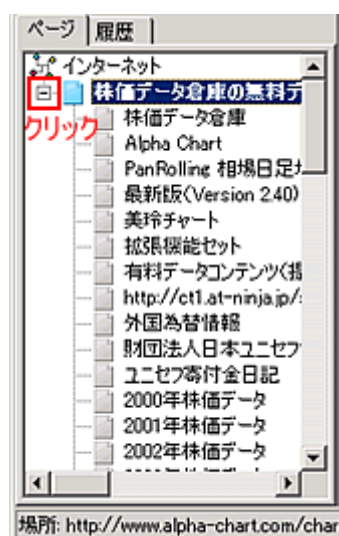 ページ 履歴
インターネット
株価データ倉庫の無料デ
クリック
株価データ倉庫
Alpha Chart
PanRolling 相場日足
最新版(Version 2.40)
美玲チャート
拡張機能セット
有料データコンテンツ(提
http://ct1.at-ninja.jp/
外国為替情報
財団法人日本ユニセフ
ユニセフ寄付金日記
2000年株価データ
2001年株価データ
2002年株価データ
場所: http://www.alpha-chart.com/char